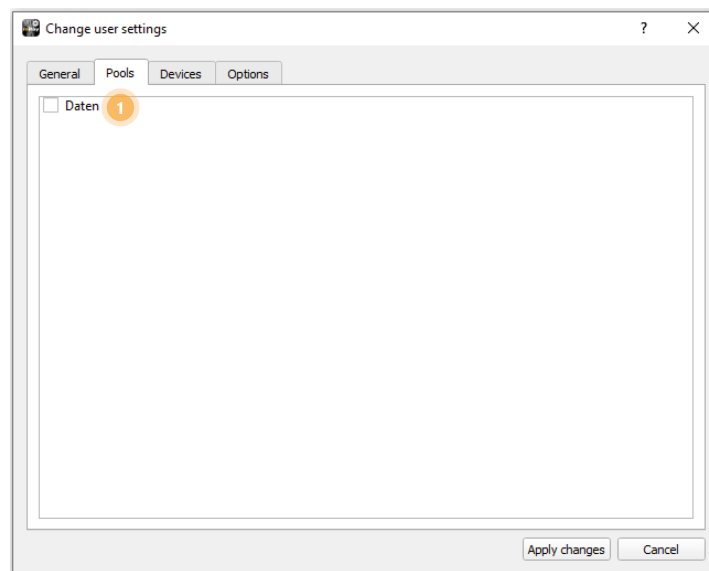 Change user settings
?
General Pools Devices Options
Daten 1
Apply changes Cancel